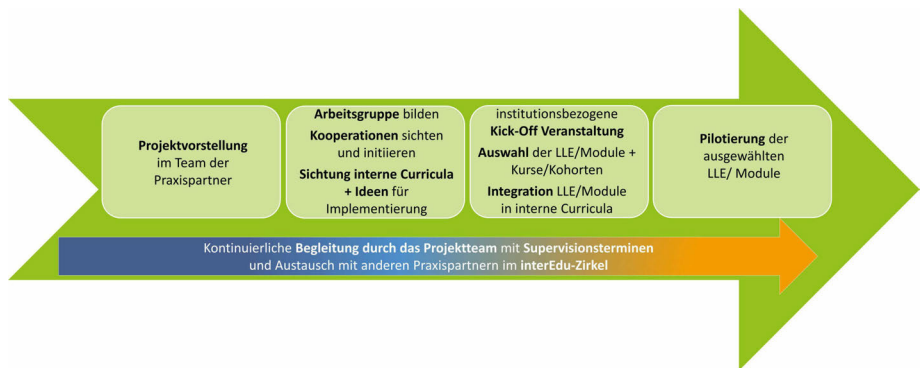 Projektvorstellung
im Team der
Praxispartner
Arbeitsgruppe bilden
Kooperationen sichten
und initiieren
Sichtung interne Curricula
+ Ideen für
Implementierung
institutionsbezogene
Kick-Off Veranstaltung
Auswahl der LLE/Module +
Kurse/Kohorten
Integration LLE/Module
in interne Curricula
Pilotierung der
ausgewählten
LLE/ Module
Kontinuierliche Begleitung durch das Projektteam mit Supervisionsterminen
und Austausch mit anderen Praxispartnern im interEdu-Zirkel